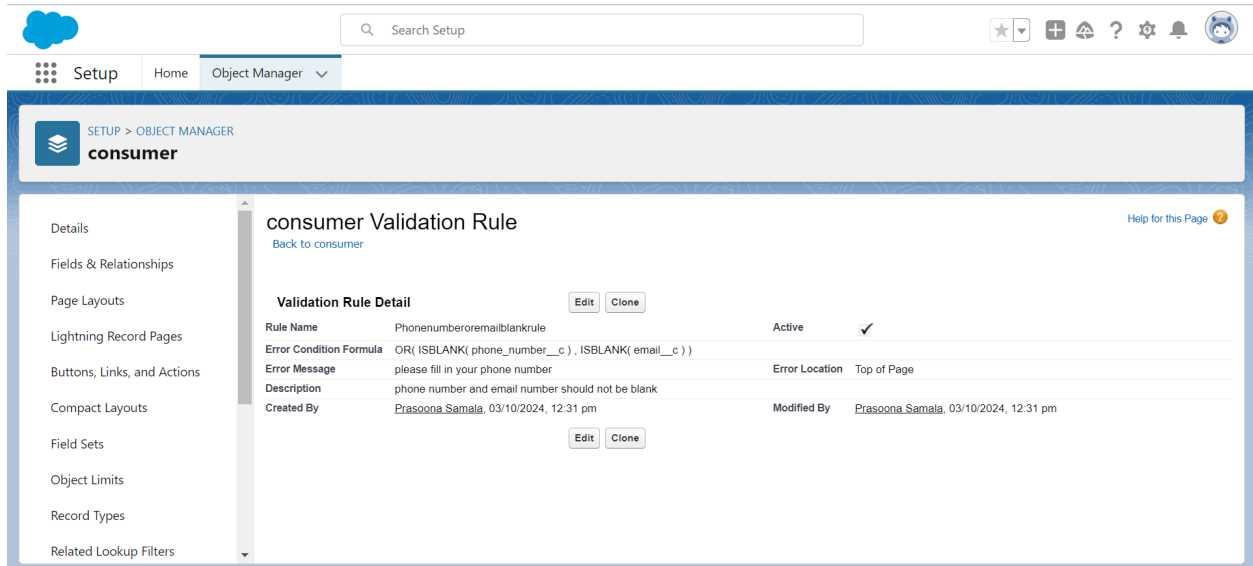 Search Setup
Setup Home Object Manager
SETUP > OBJECT MANAGER
consumer
Details
Fields & Relationships
Page Layouts
Lightning Record Pages
Buttons, Links, and Actions
Compact Layouts
Field Sets
Object Limits
Record Types
Related Lookup Filters
consumer Validation Rule
Help for this Page
Back to consumer
Validation Rule Detail Edit Clone
Rule Name Phonenumberoremailblankrule Active
Error Condition Formula OR( ISBLANK( phone_number__c ) , ISBLANK( email__c ) )
Error Message please fill in your phone number Error Location Top of Page
Description phone number and email number should not be blank
Created By Prasoona Samala, 03/10/2024, 12:31 pm Modified By Prasoona Samala, 03/10/2024, 12:31 pm
Edit Clone